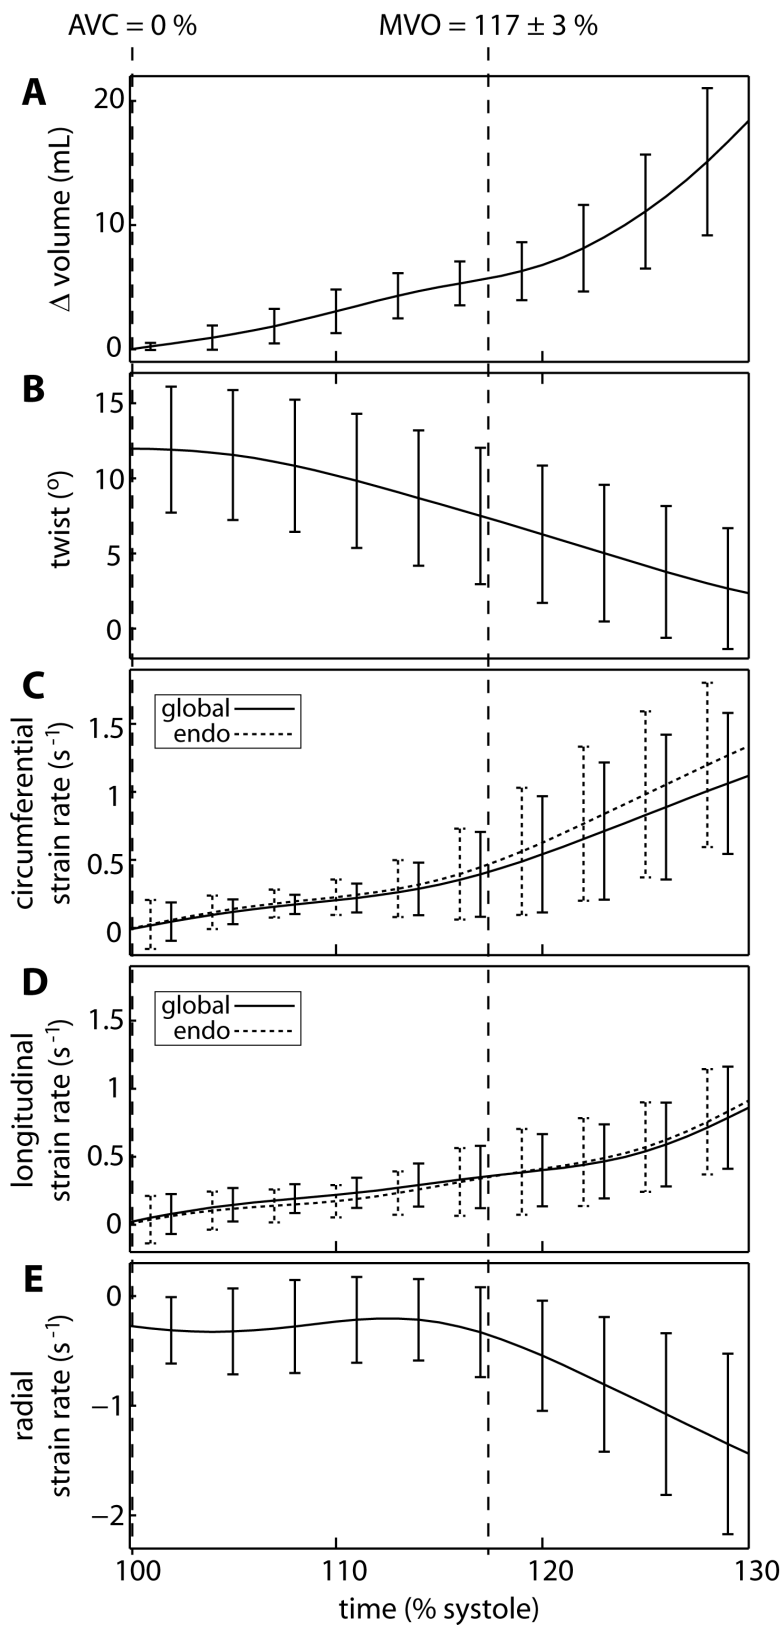 AVC = 0 % MVO = 117 ± 3 %
A
Δ volume (mL)
20
10
0
B
twist (º)
15
10
5
0
C
circumferential
strain rate (s⁻¹)
1.5
1
0.5
0
global
endo
D
longitudinal
strain rate (s⁻¹)
1.5
1
0.5
0
global
endo
E
radial
strain rate (s⁻¹)
0
−1
−2
100 110 120 130
time (% systole)